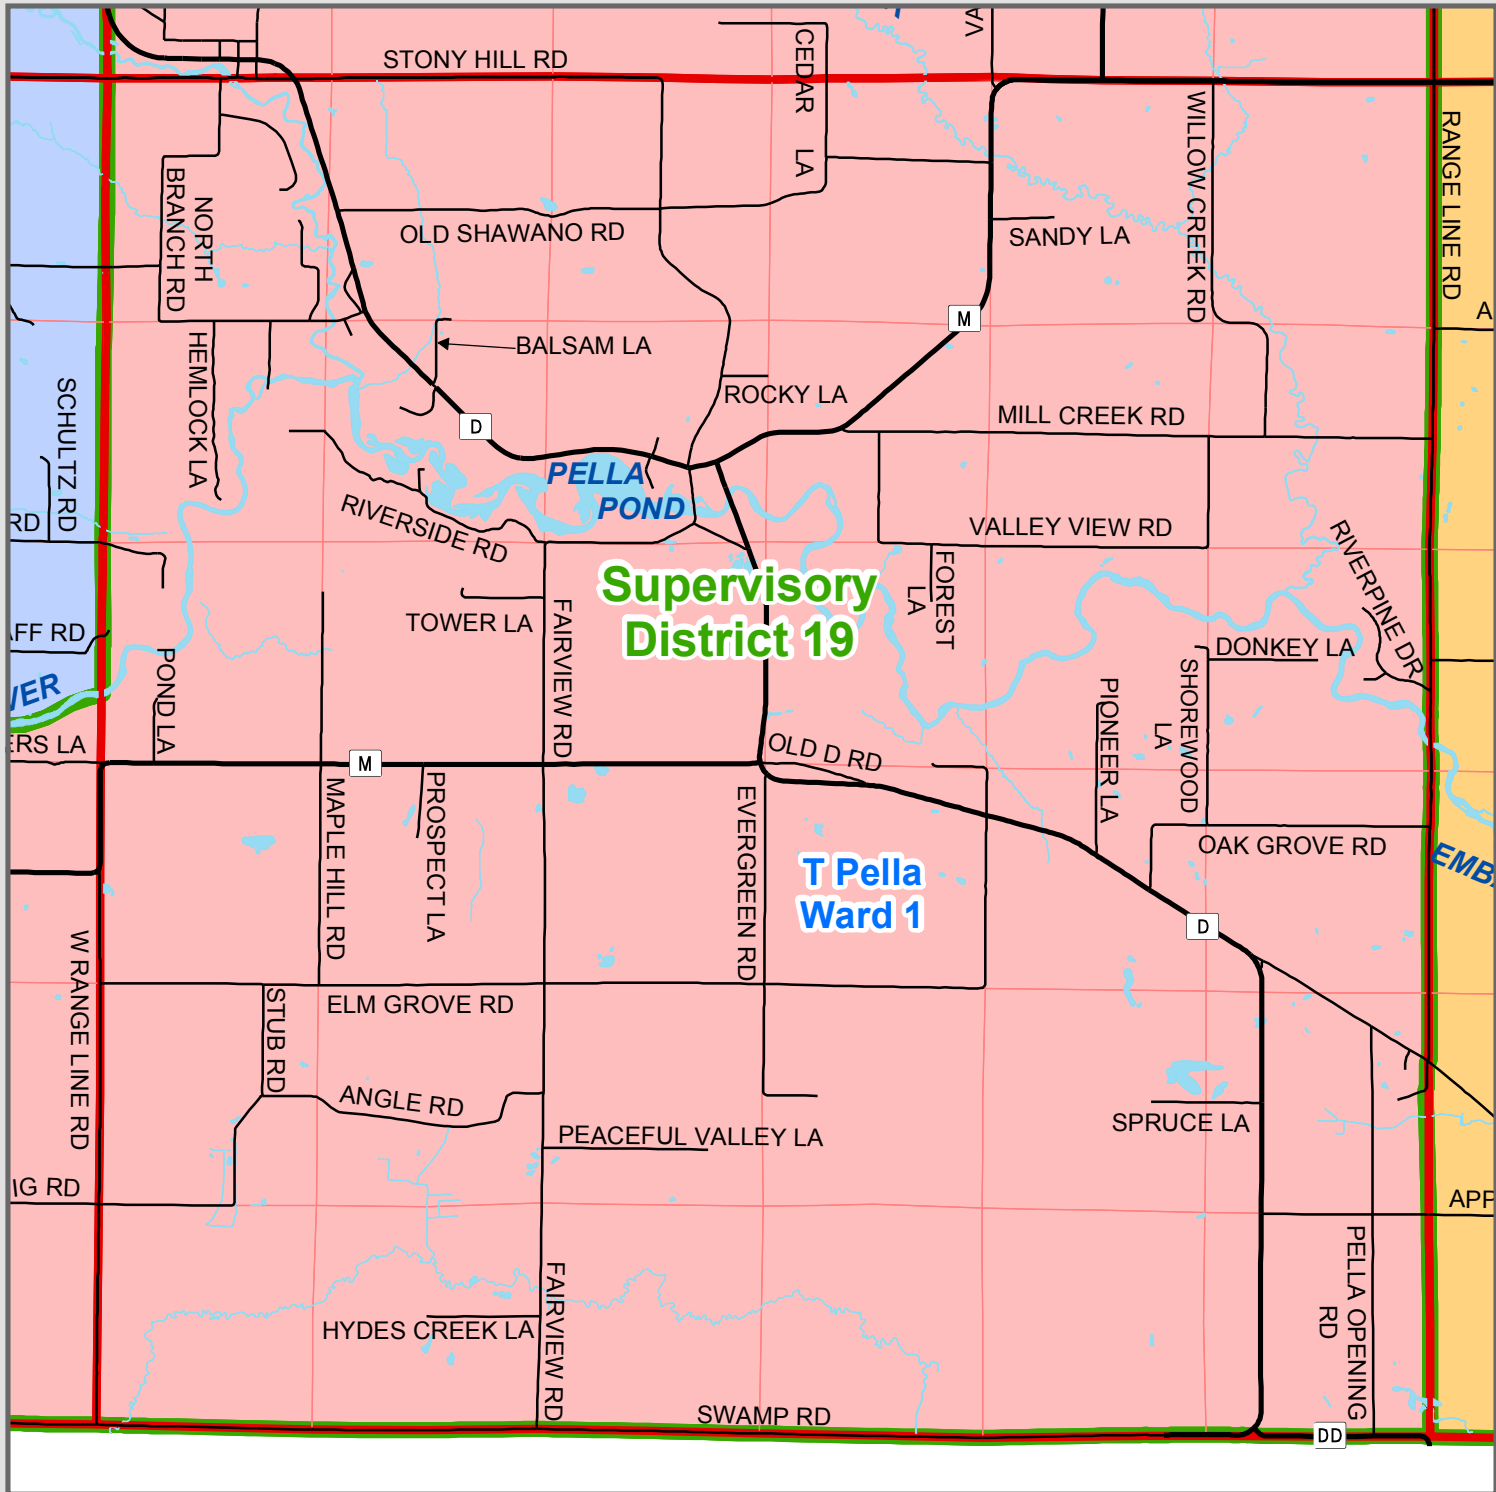 STONY HILL RD
CEDAR LA
VA
WILLOW CREEK RD
RANGE LINE RD
NORTH
BRANCH RD
OLD SHAWANO RD
SANDY LA
M
A
HEMLOCK LA
BALSAM LA
ROCKY LA
SCHULTZ RD
D
MILL CREEK RD
PELLA
POND
RD
RIVERSIDE RD
VALLEY VIEW RD
RIVERPINE DR
FOREST
LA
Supervisory
District 19
TOWER LA
FAIRVIEW RD
AFF RD
DONKEY LA
POND LA
VER
PIONEER LA
SHOREWOOD
LA
ERS LA
M
OLD D RD
MAPLE HILL RD
PROSPECT LA
EVERGREEN RD
OAK GROVE RD
EMB
T Pella
Ward 1
D
W RANGE LINE RD
ELM GROVE RD
STUB RD
ANGLE RD
PEACEFUL VALLEY LA
SPRUCE LA
IG RD
APP
PELLA OPENING
RD
FAIRVIEW RD
HYDES CREEK LA
SWAMP RD
DD